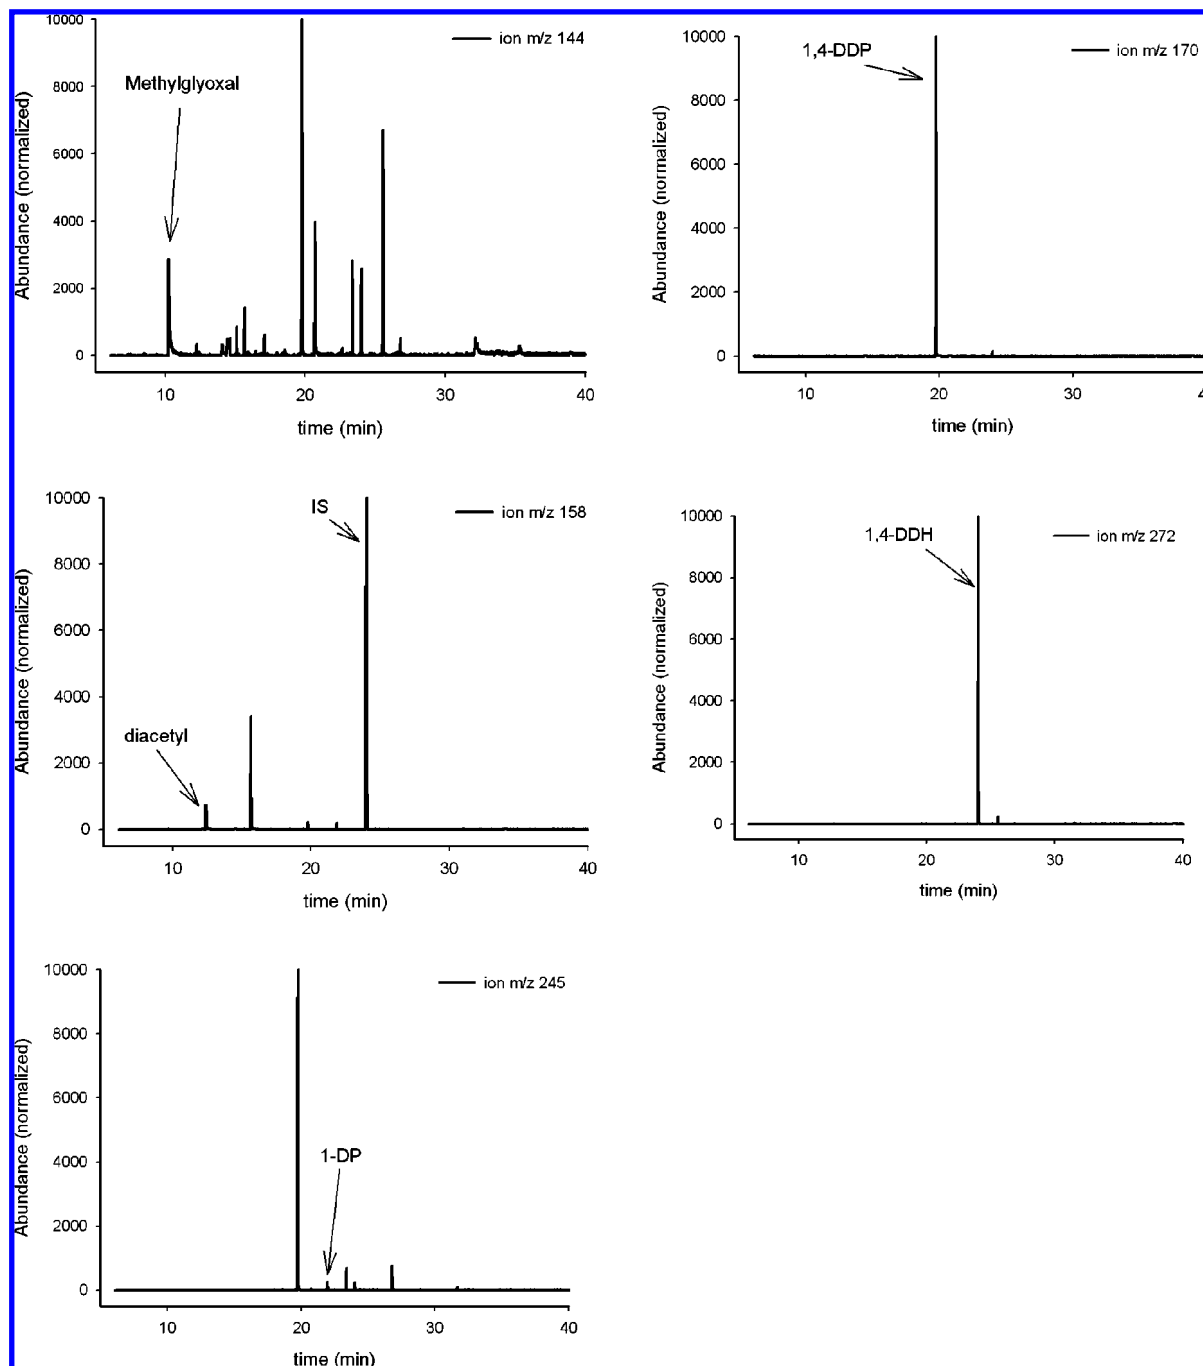 10000
8000
6000
4000
2000
0
Abundance (normalized)
Methylglyoxal
ion m/z 144
10 20 30 40
time (min)
10000
8000
6000
4000
2000
0
Abundance (normalized)
1,4-DDP
ion m/z 170
10 20 30
time (min)
10000
8000
6000
4000
2000
0
Abundance (normalized)
IS
diacetyl
ion m/z 158
10 20 30 40
time (min)
10000
8000
6000
4000
2000
0
Abundance (normalized)
1,4-DDH
ion m/z 272
10 20 30 40
time (min)
10000
8000
6000
4000
2000
0
Abundance (normalized)
1-DP
ion m/z 245
10 20 30 40
time (min)